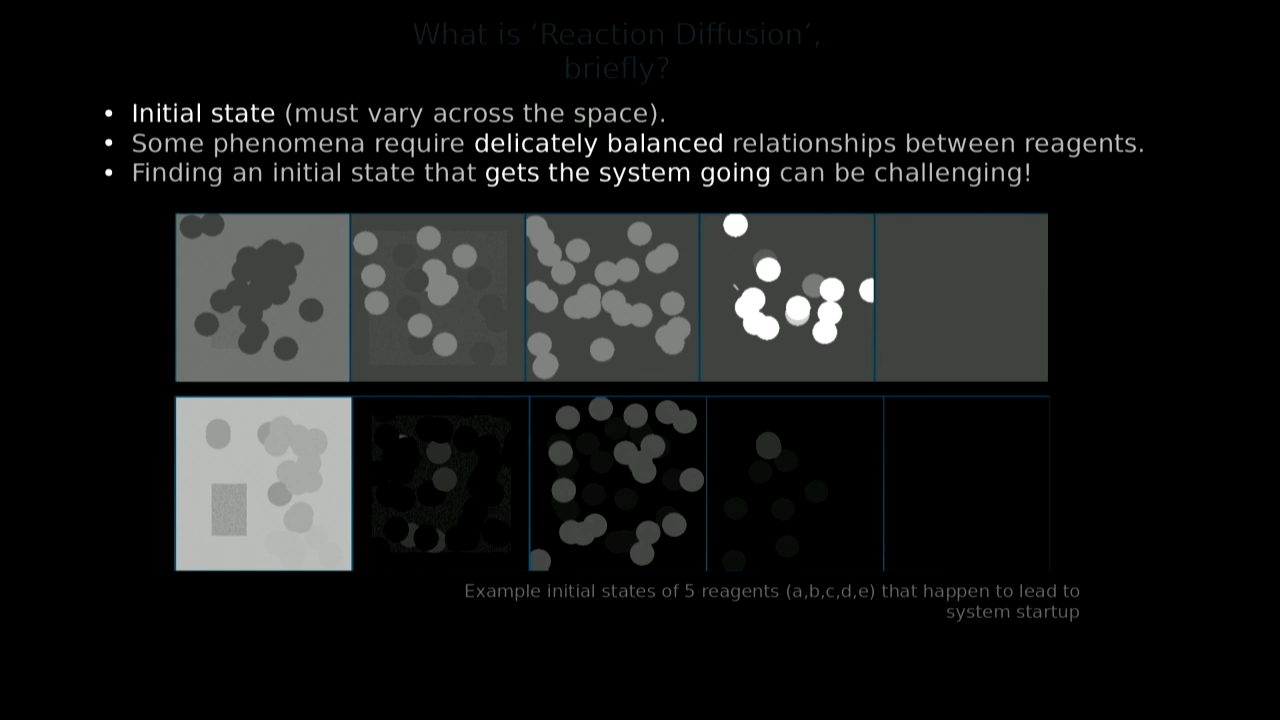 What is ‘Reaction Diffusion’,
briefly?
• Initial state (must vary across the space).
• Some phenomena require delicately balanced relationships between reagents.
• Finding an initial state that gets the system going can be challenging!
Example initial states of 5 reagents (a,b,c,d,e) that happen to lead to
system startup